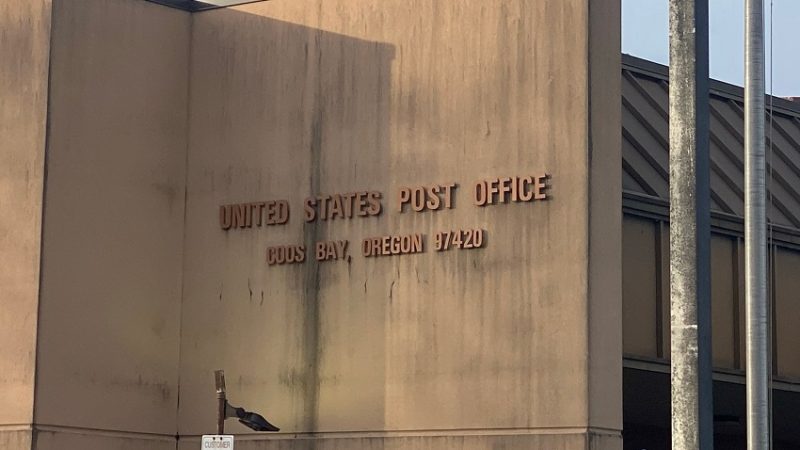 UNITED STATES POST OFFICE
COOS BAY, OREGON 97420
CUSTOMER